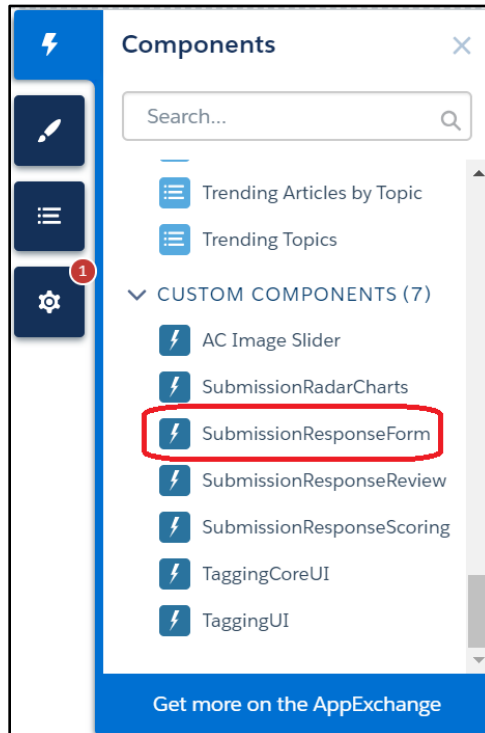 Components
Search...
Trending Articles by Topic
Trending Topics
1
CUSTOM COMPONENTS (7)
AC Image Slider
SubmissionRadarCharts
SubmissionResponseForm
SubmissionResponseReview
SubmissionResponseScoring
TaggingCoreUI
TaggingUI
Get more on the AppExchange